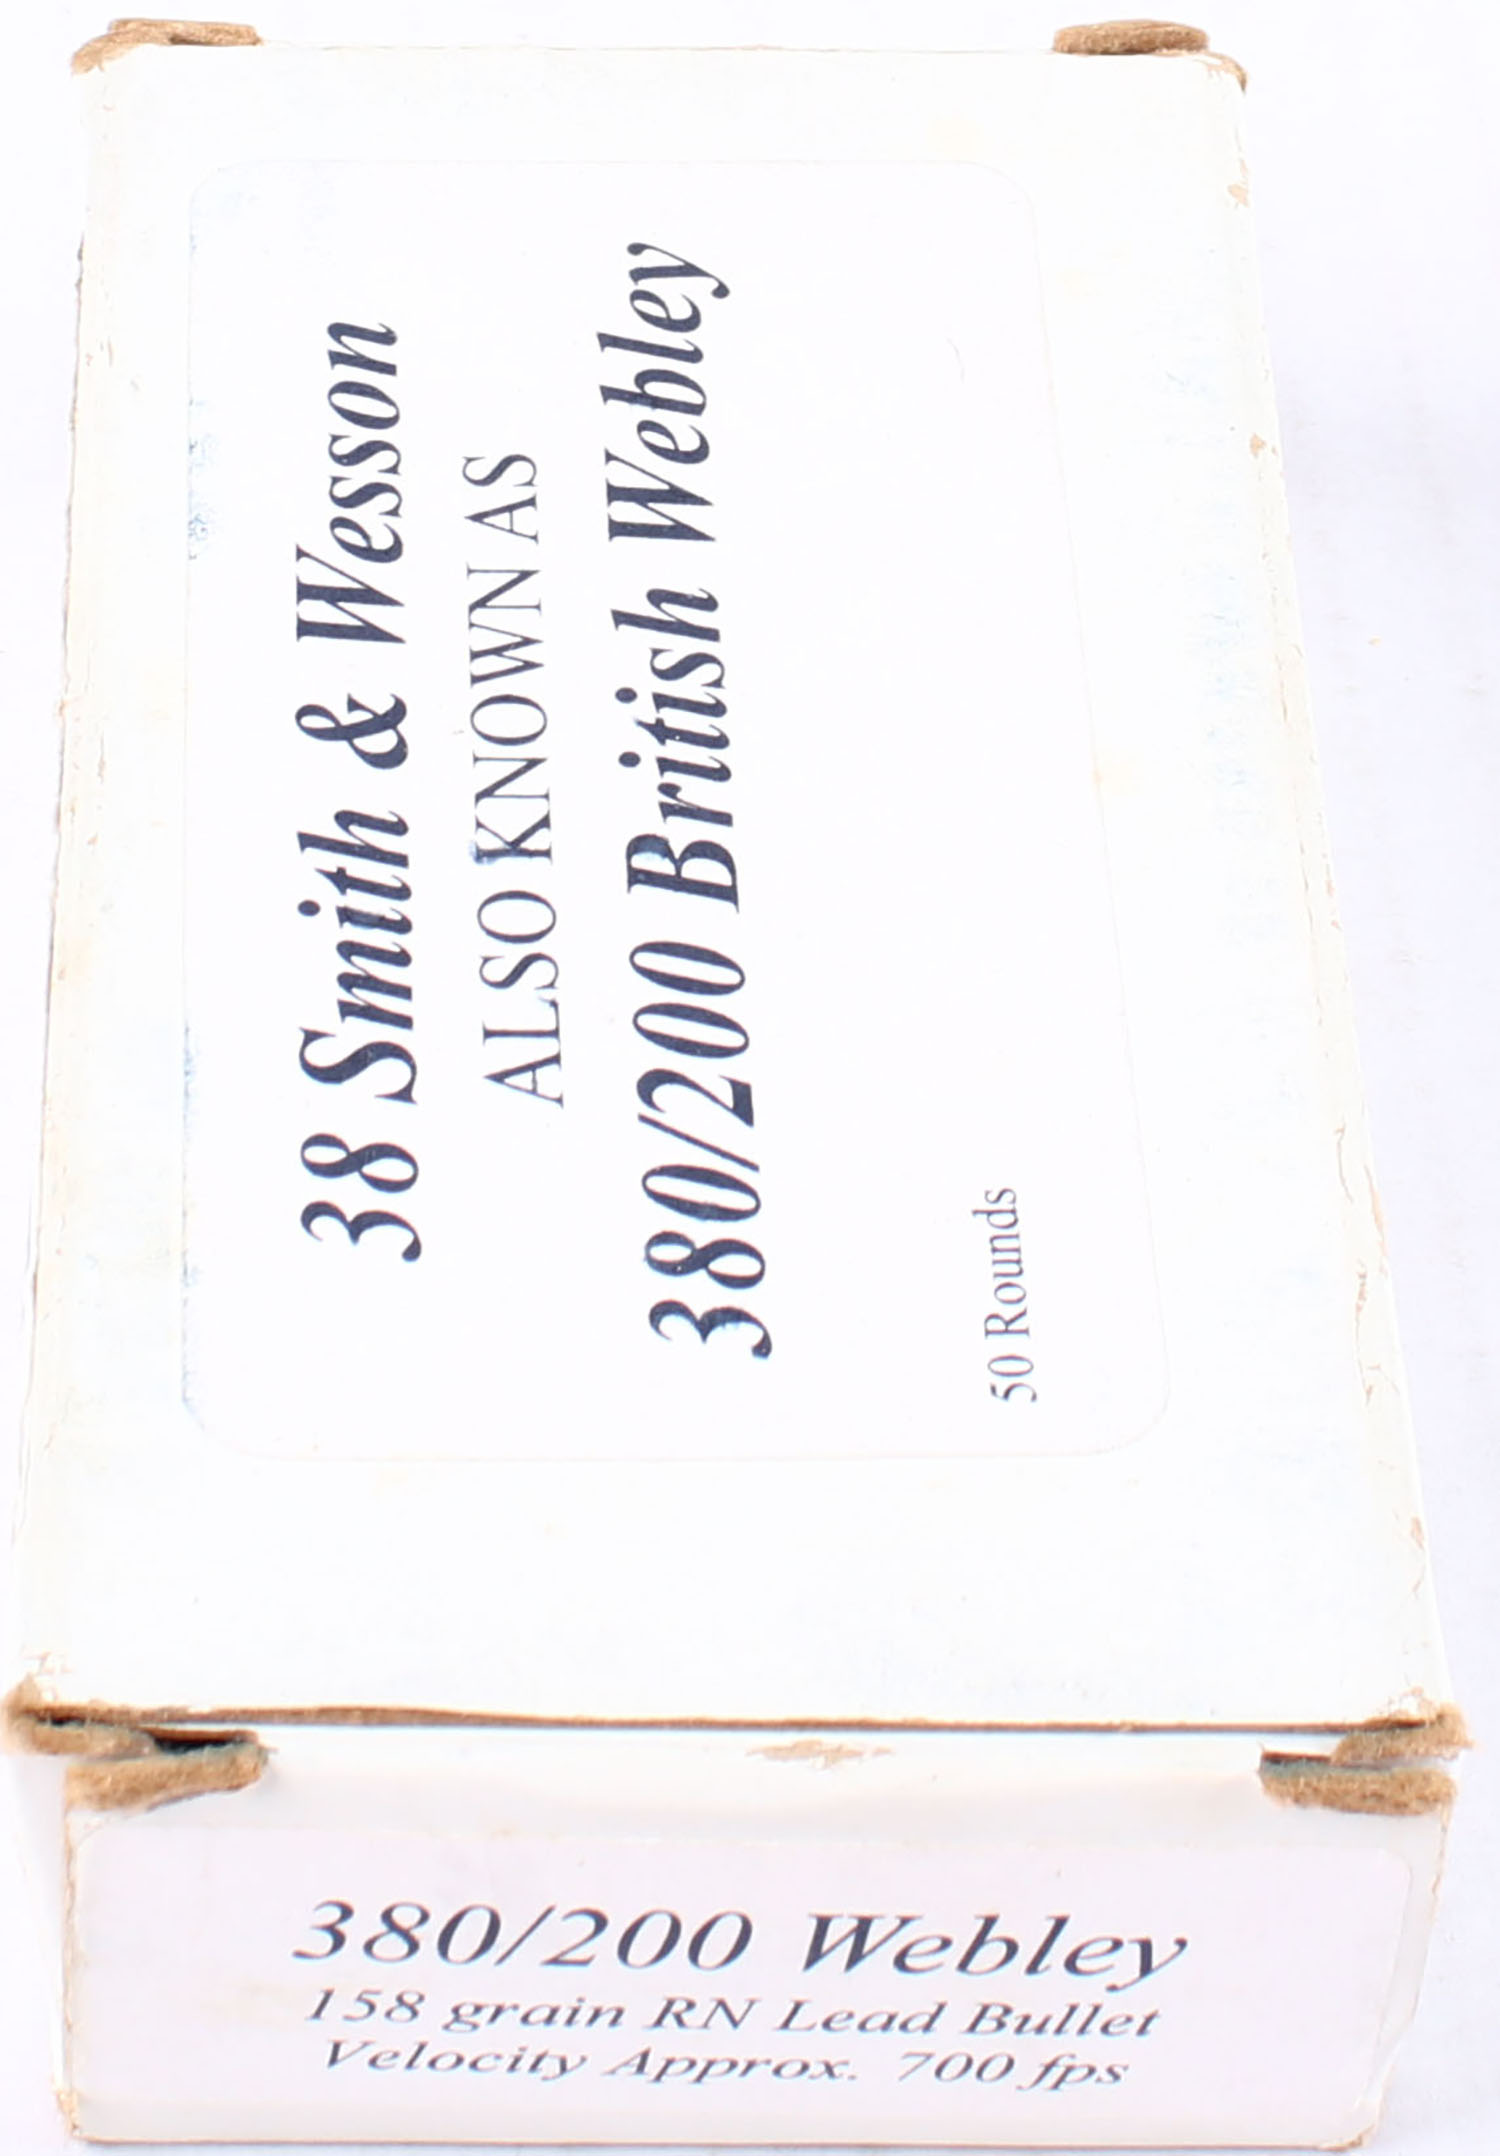 38 Smith & Wesson
ALSO KNOWN AS
380/200 British Webley
50 Rounds
380/200 Webley
158 grain RN Lead Bullet
Velocity Approx. 700 fps